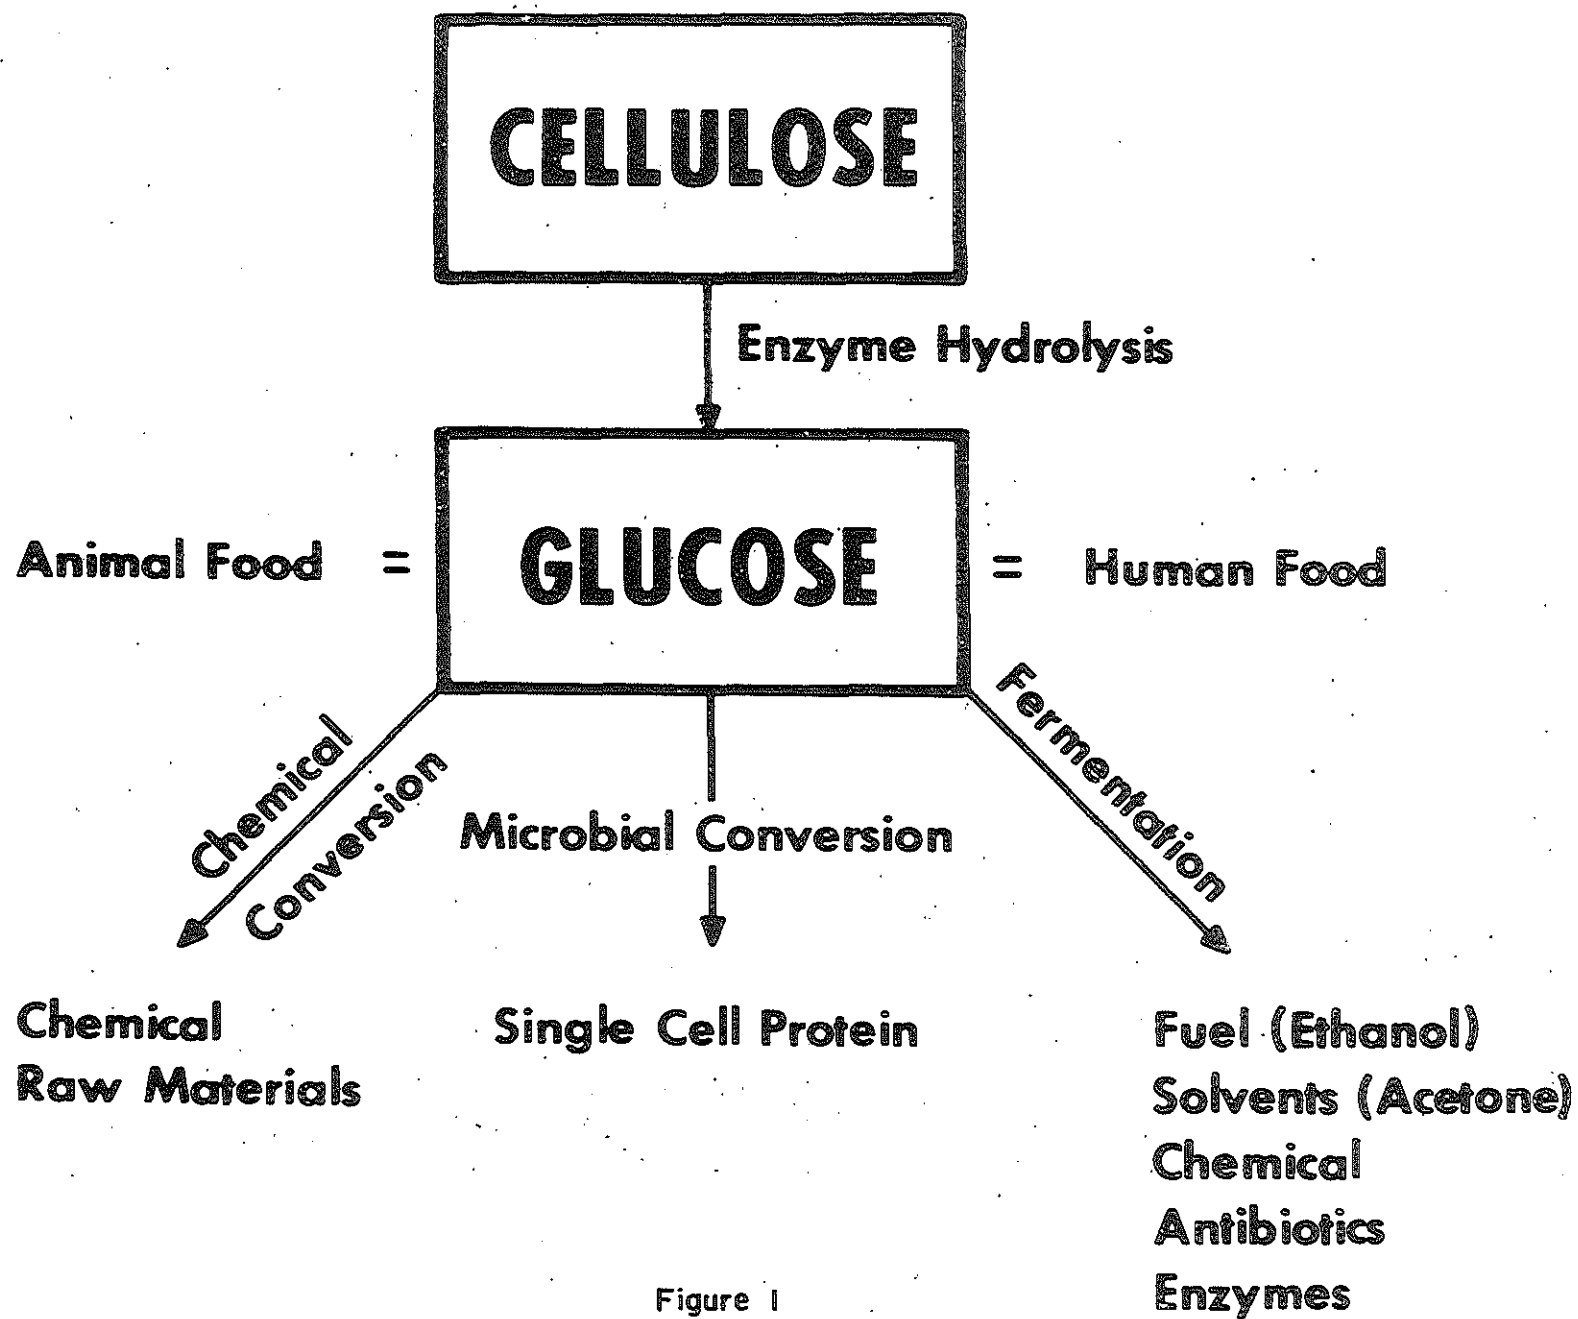 CELLULOSE
Enzyme Hydrolysis
Animal Food = GLUCOSE = Human Food
Chemical
Conversion
Microbial Conversion
Fermentation
Chemical
Raw Materials
Single Cell Protein
Fuel (Ethanol)
Solvents (Acetone)
Chemical
Antibiotics
Enzymes
Figure 1